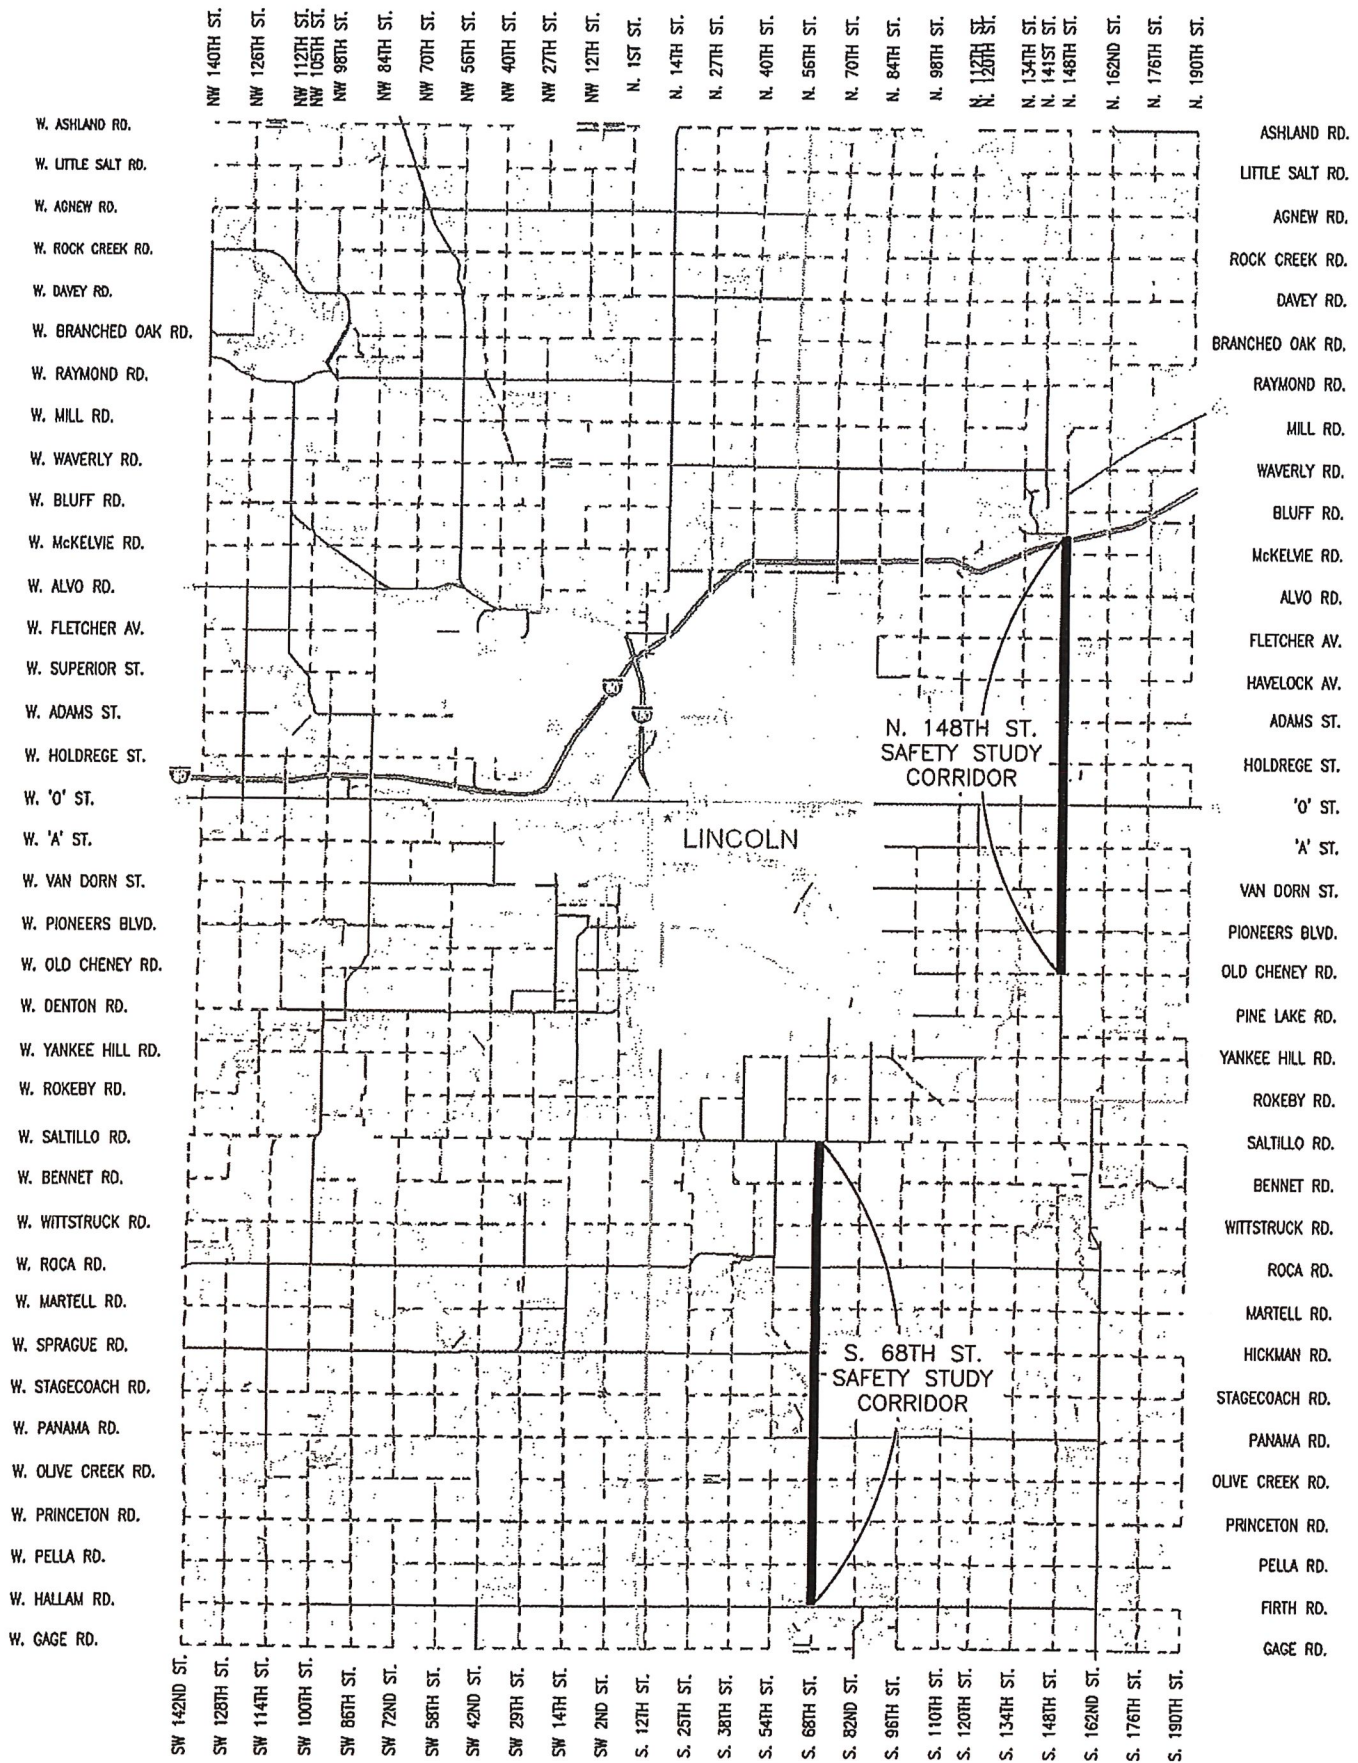 NW 140TH ST.
NW 126TH ST.
NW 112TH ST.
NW 105TH ST.
NW 98TH ST.
NW 84TH ST.
NW 70TH ST.
NW 56TH ST.
NW 40TH ST.
NW 27TH ST.
NW 12TH ST.
N. 1ST ST.
N. 14TH ST.
N. 27TH ST.
N. 40TH ST.
N. 56TH ST.
N. 70TH ST.
N. 84TH ST.
N. 98TH ST.
N. 112TH ST.
N. 120TH ST.
N. 134TH ST.
N. 141ST ST.
N. 148TH ST.
N. 162ND ST.
N. 176TH ST.
N. 190TH ST.
W. ASHLAND RD.
W. LITTLE SALT RD.
W. AGNEW RD.
W. ROCK CREEK RD.
W. DAVEY RD.
W. BRANCHED OAK RD.
W. RAYMOND RD.
W. MILL RD.
W. WAVERLY RD.
W. BLUFF RD.
W. McKELVIE RD.
W. ALVO RD.
W. FLETCHER AV.
W. SUPERIOR ST.
W. ADAMS ST.
W. HOLDREGE ST.
W. 'O' ST.
W. 'A' ST.
W. VAN DORN ST.
W. PIONEERS BLVD.
W. OLD CHENEY RD.
W. DENTON RD.
W. YANKEE HILL RD.
W. ROKEBY RD.
W. SALTILLO RD.
W. BENNET RD.
W. WITTSTRUCK RD.
W. ROCA RD.
W. MARTELL RD.
W. SPRAGUE RD.
W. STAGECOACH RD.
W. PANAMA RD.
W. OLIVE CREEK RD.
W. PRINCETON RD.
W. PELLA RD.
W. HALLAM RD.
W. GAGE RD.
N. 148TH ST.
SAFETY STUDY
CORRIDOR
LINCOLN
S. 68TH ST.
SAFETY STUDY
CORRIDOR
ASHLAND RD.
LITTLE SALT RD.
AGNEW RD.
ROCK CREEK RD.
DAVEY RD.
BRANCHED OAK RD.
RAYMOND RD.
MILL RD.
WAVERLY RD.
BLUFF RD.
McKELVIE RD.
ALVO RD.
FLETCHER AV.
HAVELOCK AV.
ADAMS ST.
HOLDREGE ST.
'O' ST.
'A' ST.
VAN DORN ST.
PIONEERS BLVD.
OLD CHENEY RD.
PINE LAKE RD.
YANKEE HILL RD.
ROKEBY RD.
SALTILLO RD.
BENNET RD.
WITTSTRUCK RD.
ROCA RD.
MARTELL RD.
HICKMAN RD.
STAGECOACH RD.
PANAMA RD.
OLIVE CREEK RD.
PRINCETON RD.
PELLA RD.
FIRTH RD.
GAGE RD.
SW 142ND ST.
SW 128TH ST.
SW 114TH ST.
SW 100TH ST.
SW 86TH ST.
SW 72ND ST.
SW 58TH ST.
SW 42ND ST.
SW 29TH ST.
SW 14TH ST.
SW 2ND ST.
S. 12TH ST.
S. 25TH ST.
S. 38TH ST.
S. 54TH ST.
S. 68TH ST.
S. 82ND ST.
S. 96TH ST.
S. 110TH ST.
S. 120TH ST.
S. 134TH ST.
S. 148TH ST.
S. 162ND ST.
S. 176TH ST.
S. 190TH ST.